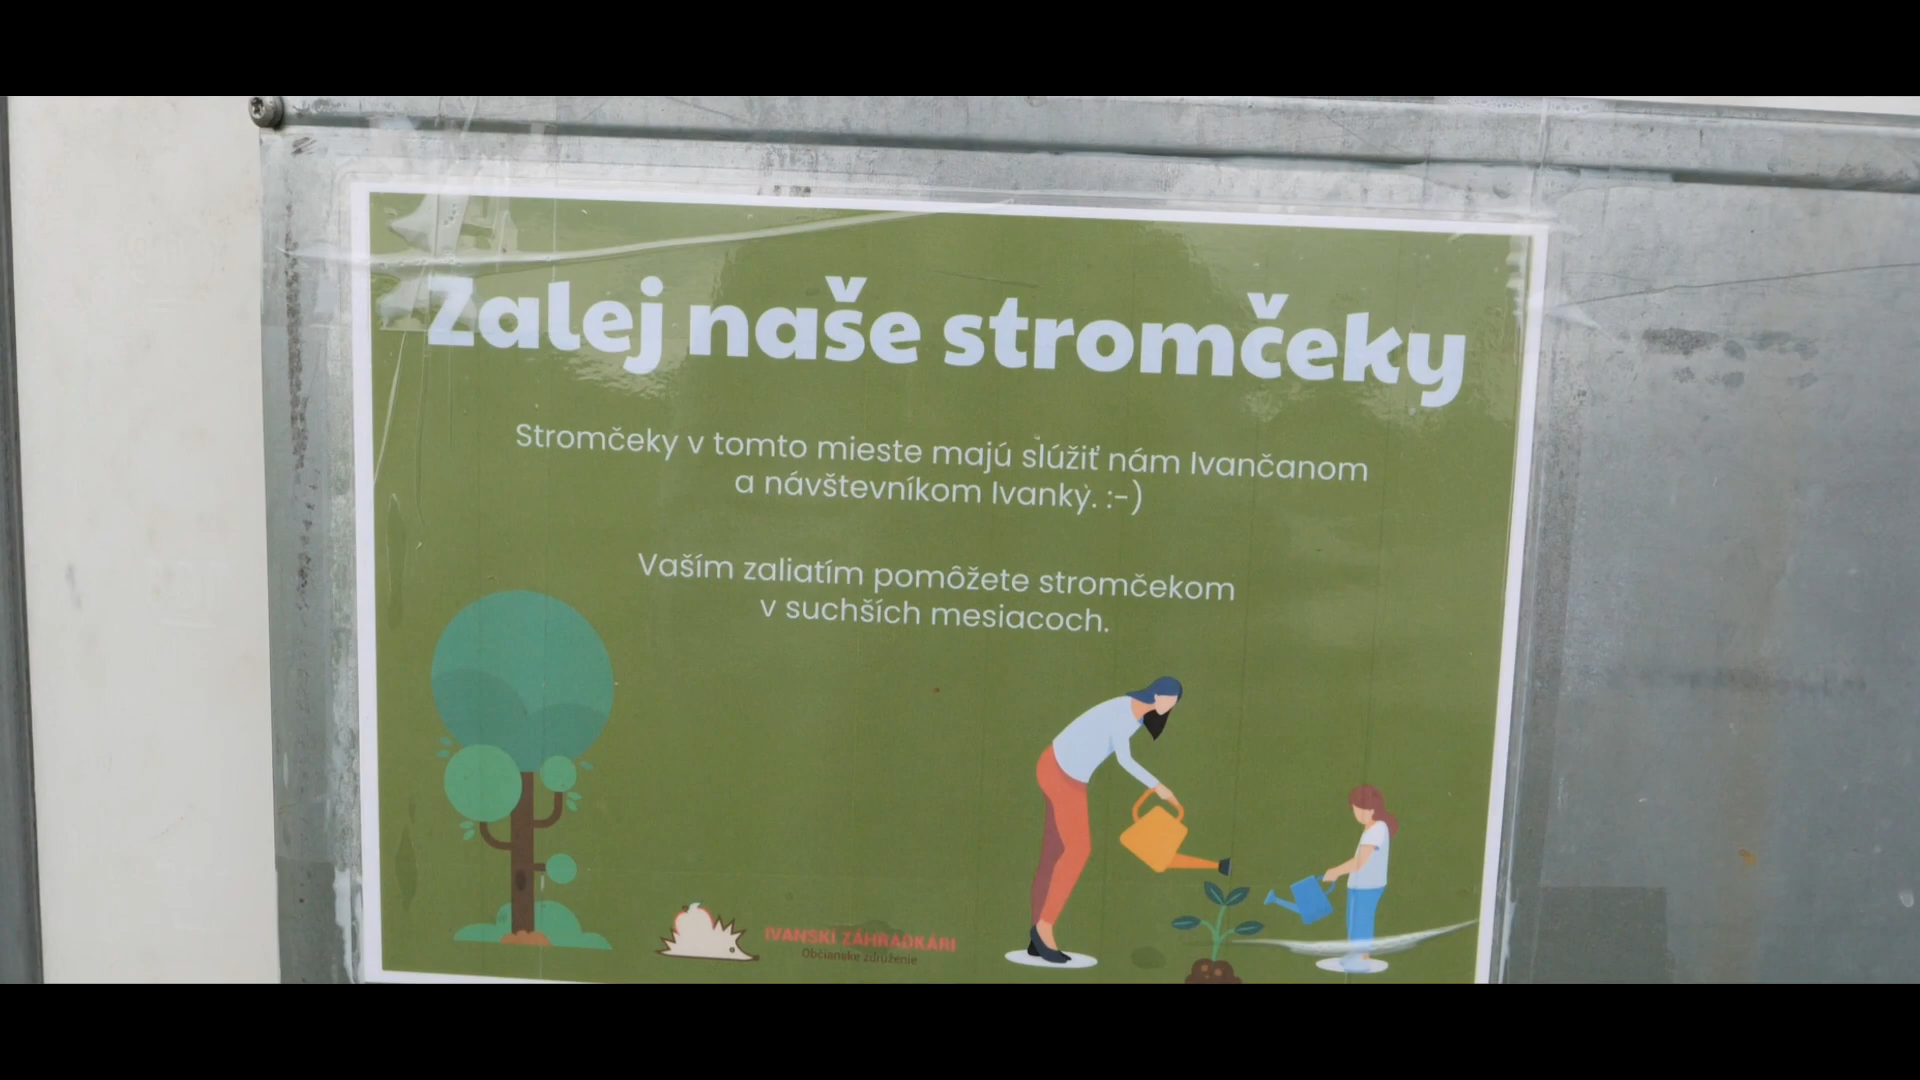 Zalej naše stromčeky
Stromčeky v tomto mieste majú slúžiť nám Ivančanom
a návštevníkom Ivanky. :-)
Vaším zaliatím pomôžete stromčekom
v suchších mesiacoch.
IVANSKÍ ZÁHRADKÁRI
Občianske združenie